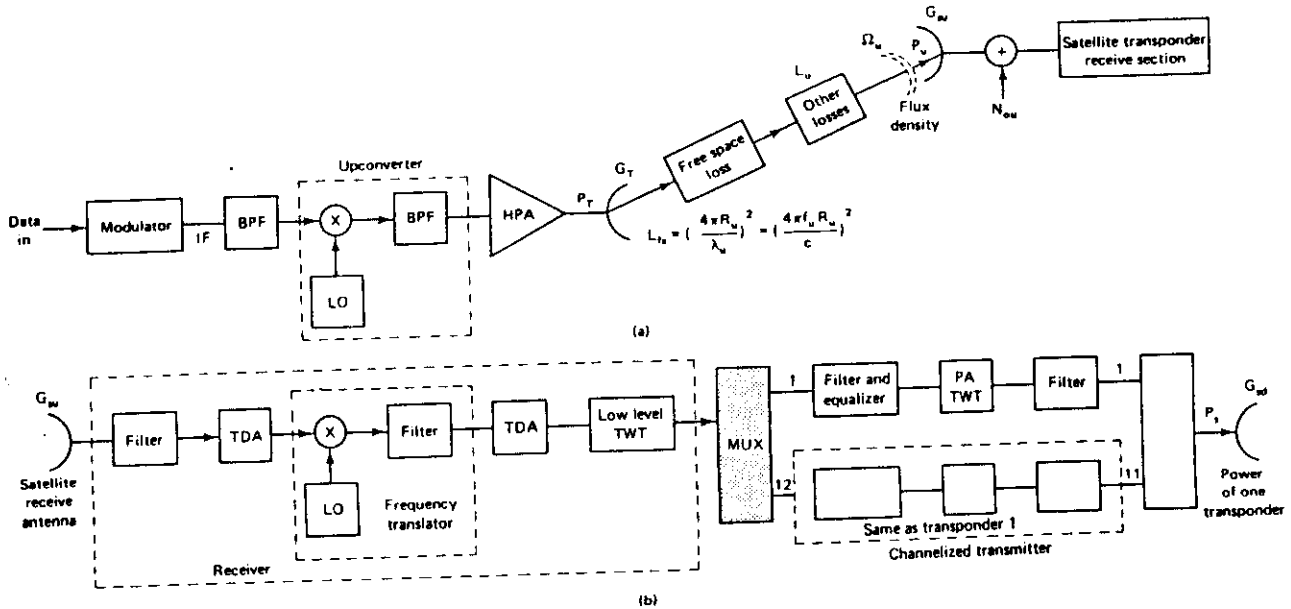 Data in
Modulator
IF
BPF
Upconverter
X
LO
BPF
HPA
P_T
G_T
Free space loss
L_fs = ( 4πR_u / λ_u )² = ( 4πf_uR_u / c )²
L_u
Other losses
Ω_u
Flux density
P_u
G_su
+
N_ou
Satellite transponder receive section
(a)
G_su
Satellite receive antenna
Filter
TDA
X
LO
Filter
Frequency translator
TDA
Low level TWT
Receiver
MUX
1
Filter and equalizer
PA TWT
Filter
1
12
Same as transponder 1
11
Channelized transmitter
P_s
G_sd
Power of one transponder
(b)